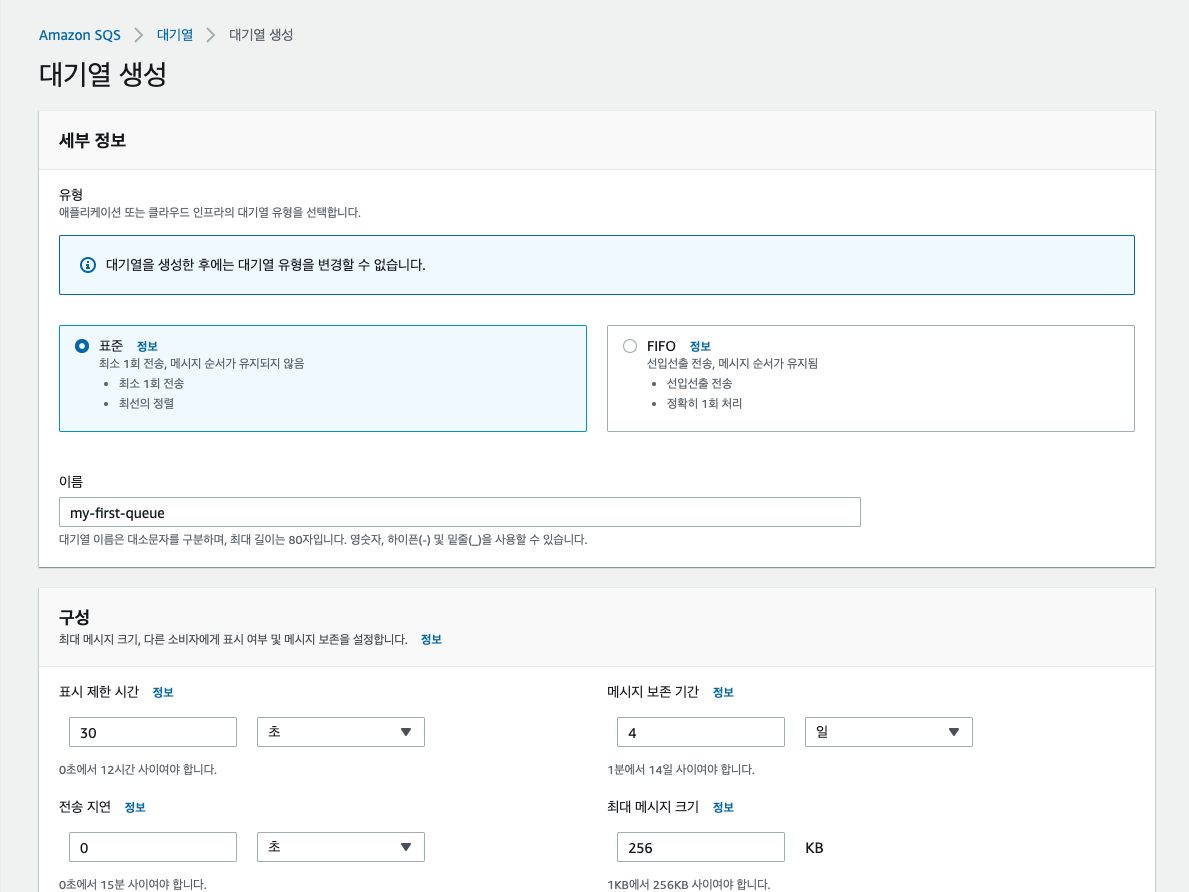 Amazon SQS > 대기열 > 대기열 생성
대기열 생성
세부 정보
유형
애플리케이션 또는 클라우드 인프라의 대기열 유형을 선택합니다.
대기열을 생성한 후에는 대기열 유형을 변경할 수 없습니다.
표준 정보
최소 1회 전송, 메시지 순서가 유지되지 않음
• 최소 1회 전송
• 최선의 정렬
FIFO 정보
선입선출 전송, 메시지 순서가 유지됨
• 선입선출 전송
• 정확히 1회 처리
이름
my-first-queue
대기열 이름은 대소문자를 구분하며, 최대 길이는 80자입니다. 영숫자, 하이픈(-) 및 밑줄(_)을 사용할 수 있습니다.
구성
최대 메시지 크기, 다른 소비자에게 표시 여부 및 메시지 보존을 설정합니다. 정보
표시 제한 시간 정보
30 초
0초에서 12시간 사이여야 합니다.
메시지 보존 기간 정보
4 일
1분에서 14일 사이여야 합니다.
전송 지연 정보
0 초
0초에서 15분 사이여야 합니다.
최대 메시지 크기 정보
256 KB
1KB에서 256KB 사이여야 합니다.